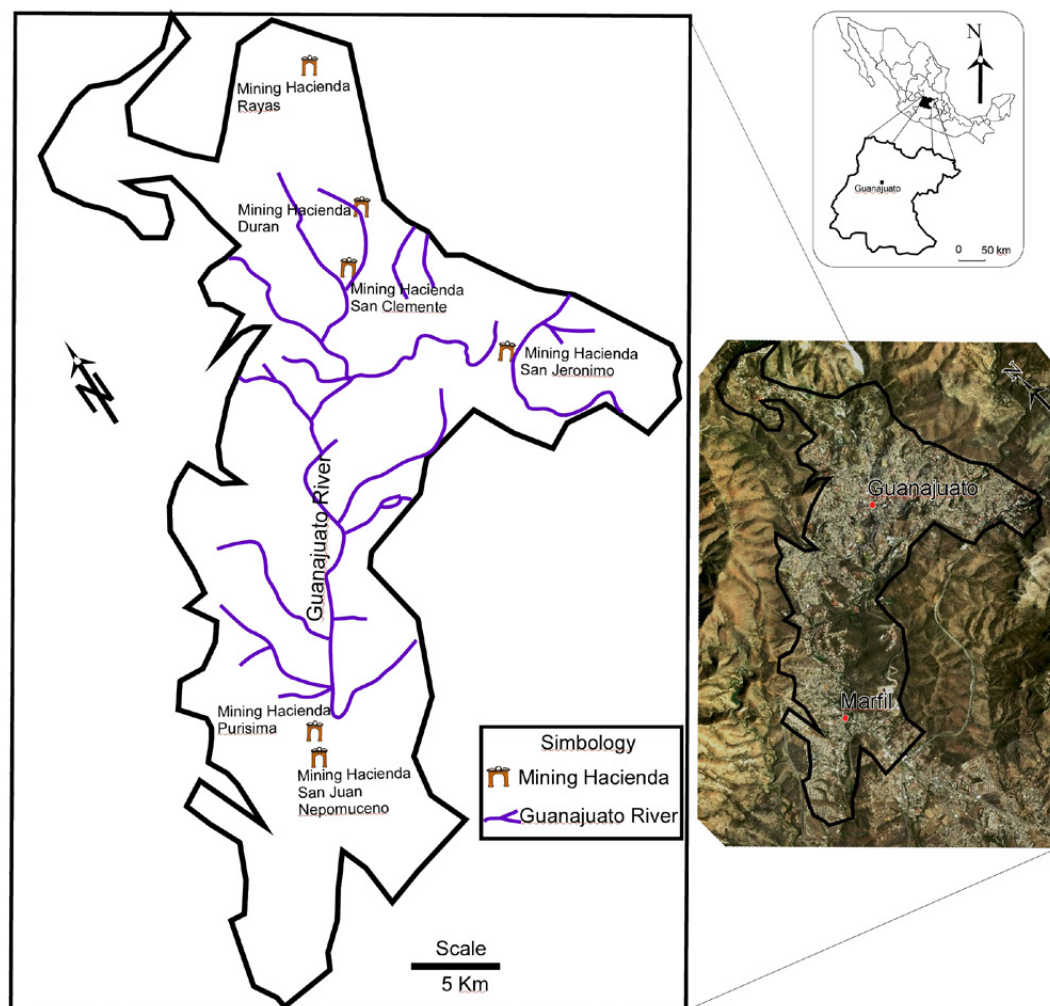 Mining Hacienda
Rayas
Mining Hacienda
Duran
Mining Hacienda
San Clemente
Mining Hacienda
San Jeronimo
N
Guanajuato River
Mining Hacienda
Purisima
Mining Hacienda
San Juan
Nepomuceno
Simbology
Mining Hacienda
Guanajuato River
Scale
5 Km
N
Guanajuato
0 50 km
N
Guanajuato
Marfil